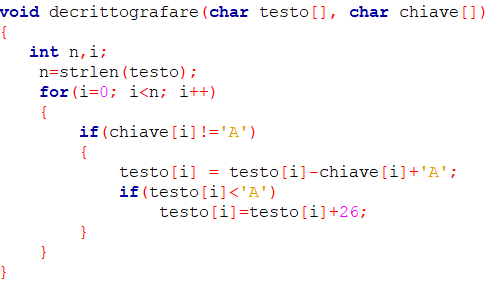 void decrittografare(char testo[], char chiave[])
{
int n,i;
n=strlen(testo);
for(i=0; i<n; i++)
{
if(chiave[i]!='A')
{
testo[i] = testo[i]-chiave[i]+'A';
if(testo[i]<'A')
testo[i]=testo[i]+26;
}
}
}